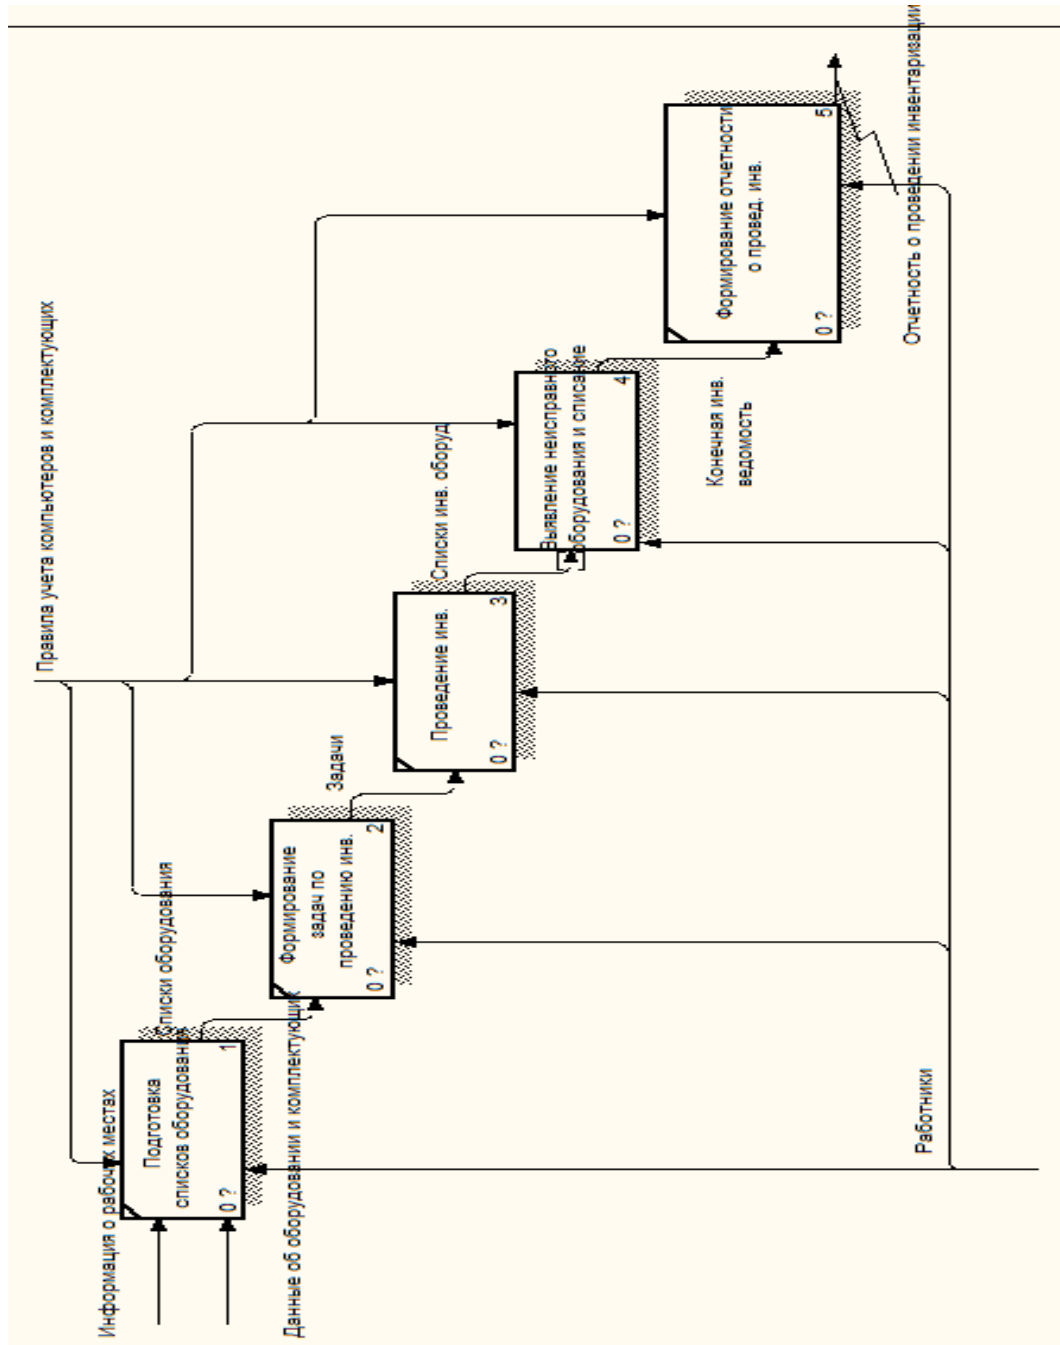 Правила учета компьютеров и комплектующих
Информация о рабочих местах
Данные об оборудовании и комплектующих
Подготовка
списков оборудования
0 ?
1
Списки оборудования
Формирование
задач по
проведению инв.
0 ?
2
Задачи
Проведение инв.
0 ?
3
Списки инв. оборуд
Выявление неисправного
оборудования и списание
0 ?
4
Конечная инв.
ведомость
Формирование отчетности
о провед. инв.
0 ?
5
Отчетность о проведении инвентаризации
Работники